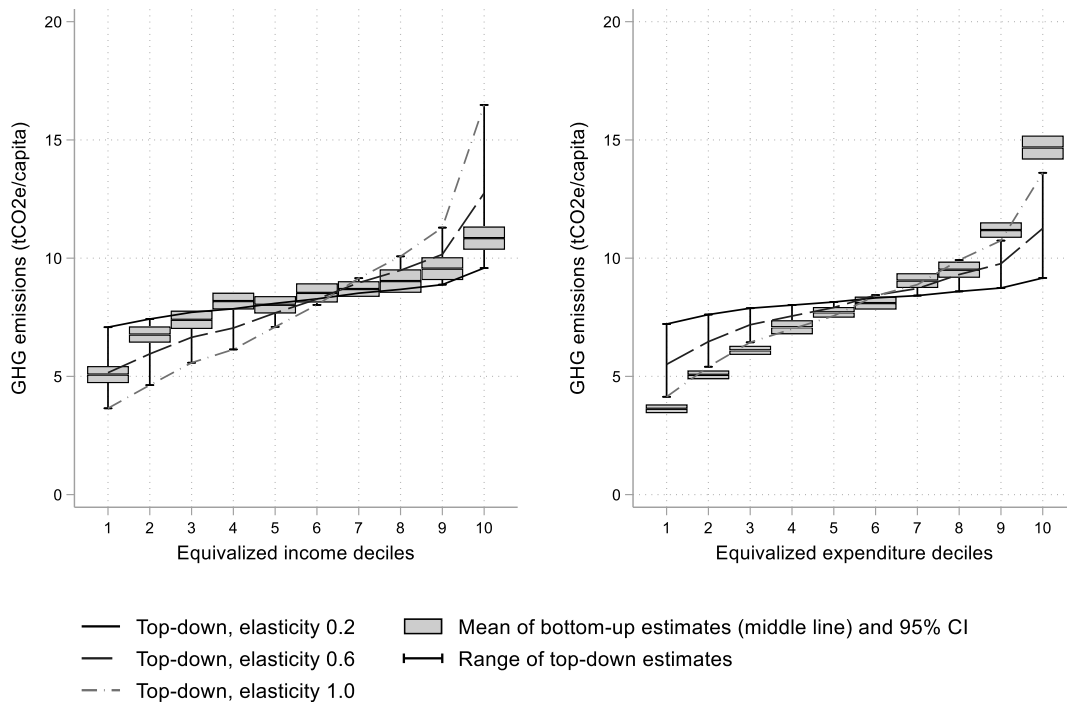 20
15
10
5
0
GHG emissions (tCO2e/capita)
1 2 3 4 5 6 7 8 9 10
Equivalized income deciles
20
15
10
5
0
GHG emissions (tCO2e/capita)
1 2 3 4 5 6 7 8 9 10
Equivalized expenditure deciles
Top-down, elasticity 0.2
Top-down, elasticity 0.6
Top-down, elasticity 1.0
Mean of bottom-up estimates (middle line) and 95% CI
Range of top-down estimates